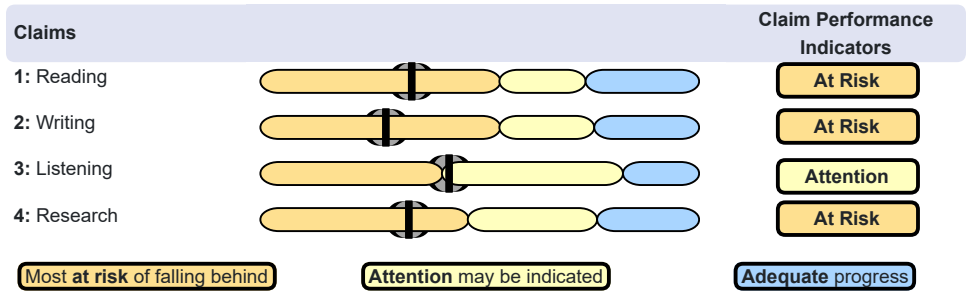 Claims
Claim Performance
Indicators
1: Reading
At Risk
2: Writing
At Risk
3: Listening
Attention
4: Research
At Risk
Most at risk of falling behind
Attention may be indicated
Adequate progress